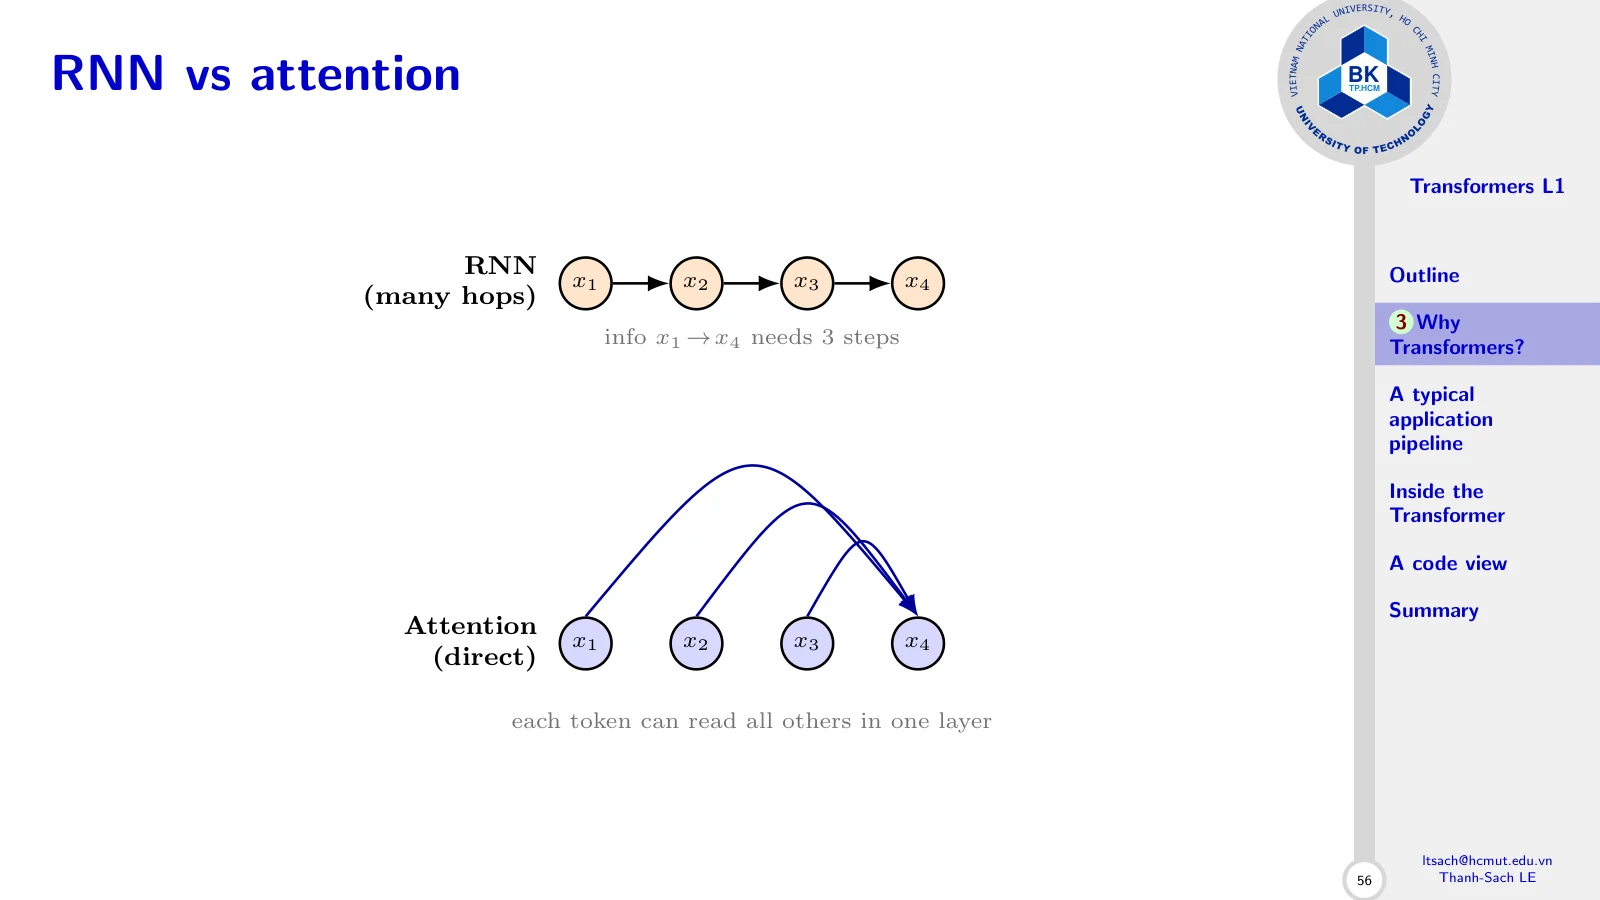 RNN vs attention
VIETNAM NATIONAL UNIVERSITY, HO CHI MINH CITY
BK
TP.HCM
UNIVERSITY OF TECHNOLOGY
Transformers L1
Outline
3 Why
Transformers?
A typical
application
pipeline
Inside the
Transformer
A code view
Summary
RNN
(many hops)
x₁ x₂ x₃ x₄
info x₁→x₄ needs 3 steps
Attention
(direct)
x₁ x₂ x₃ x₄
each token can read all others in one layer
ltsach@hcmut.edu.vn
Thanh-Sach LE
56